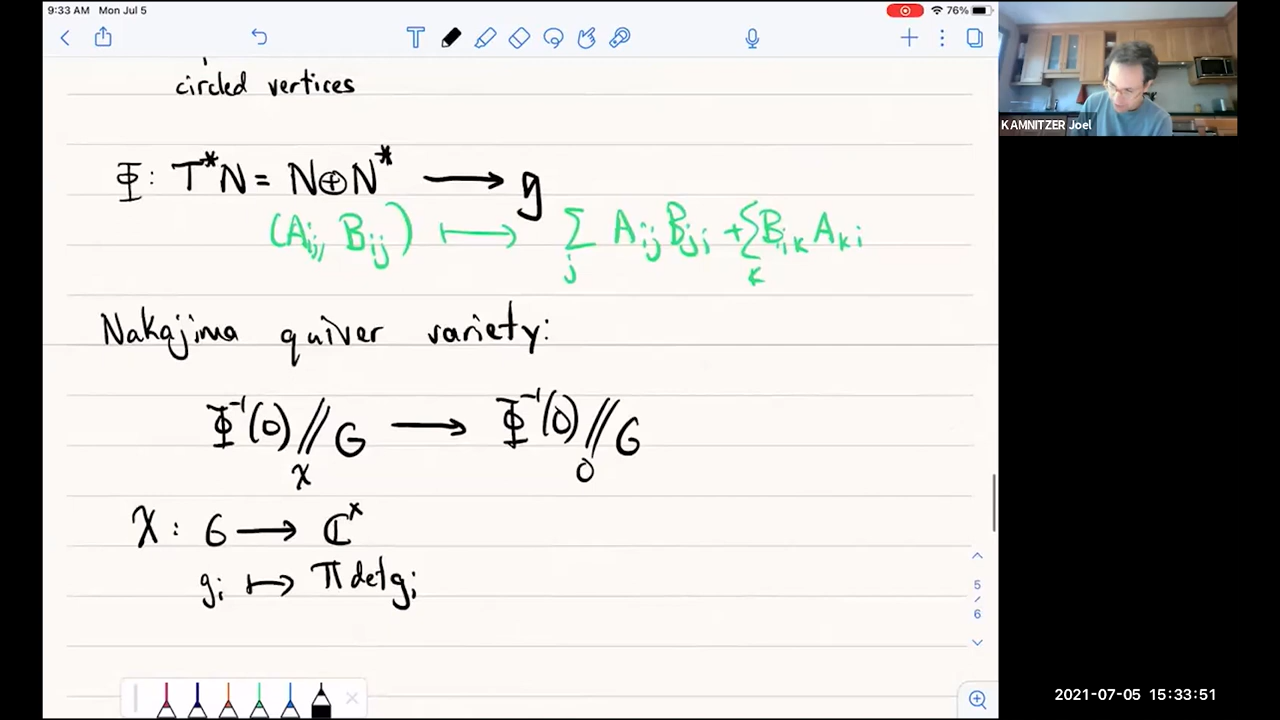 9:33 AM Mon Jul 5
76%
circled vertices
KAMNITZER Joel
Φ: T*N = N⊕N* → g
(A_ij, B_ij) ↦ Σ_j A_ij B_ji + Σ_k B_ik A_ki
Nakajima quiver variety:
Φ⁻¹(0)//_χ G → Φ⁻¹(0)//_0 G
χ: G → ℂ^×
g_i ↦ π det g_i
5
/
6
2021-07-05 15:33:51